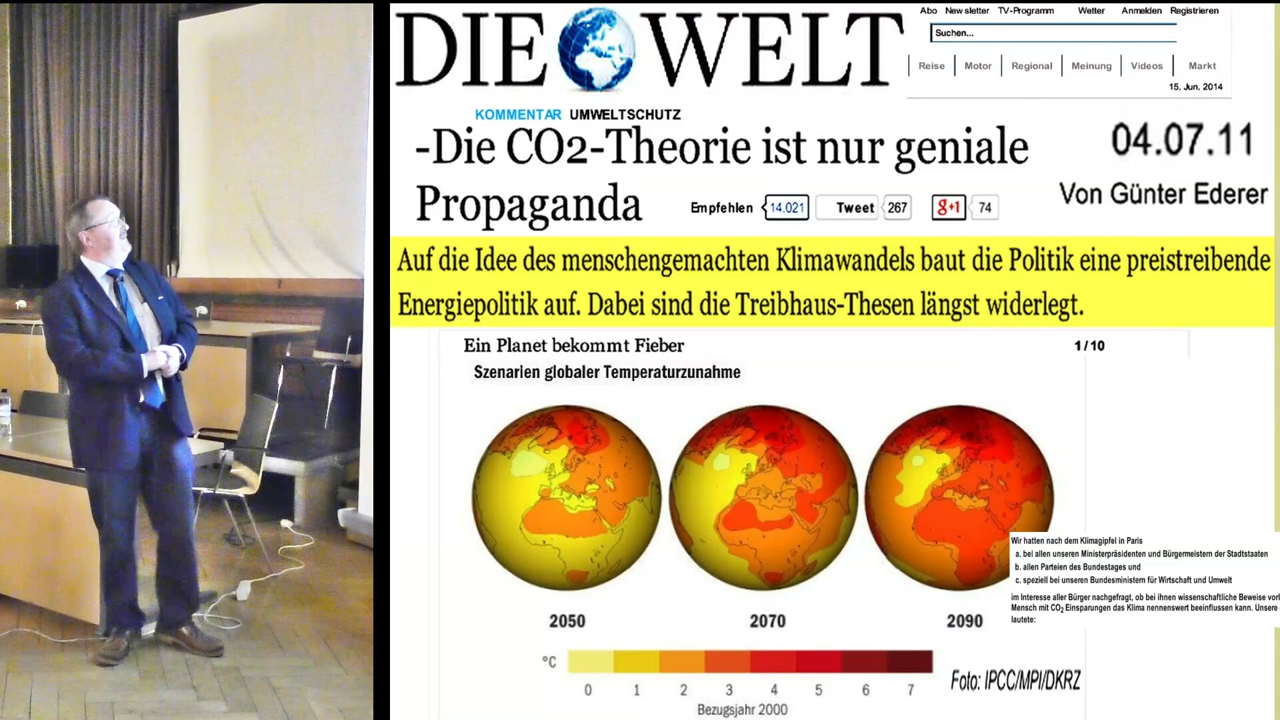 DIE WELT
Abo Newsletter TV-Programm Wetter Anmelden Registrieren
Suchen...
Reise Motor Regional Meinung Videos Markt
15. Jun. 2014
KOMMENTAR UMWELTSCHUTZ
-Die CO2-Theorie ist nur geniale
Propaganda
Empfehlen 14.021 Tweet 267 g+1 74
04.07.11
Von Günter Ederer
Auf die Idee des menschengemachten Klimawandels baut die Politik eine preistreibende
Energiepolitik auf. Dabei sind die Treibhaus-Thesen längst widerlegt.
Ein Planet bekommt Fieber
1 / 10
Szenarien globaler Temperaturzunahme
2050 2070 2090
°C
0 1 2 3 4 5 6 7
Bezugsjahr 2000
Foto: IPCC/MPI/DKRZ
Wir hatten nach dem Klimagipfel in Paris
a. bei allen unseren Ministerpräsidenten und Bürgermeistern der Stadtstaaten
b. allen Parteien des Bundestages und
c. speziell bei unseren Bundesministern für Wirtschaft und Umwelt
im Interesse aller Bürger nachgefragt, ob bei ihnen wissenschaftliche Beweise
Mensch mit CO2 Einsparungen das Klima nennenswert beeinflussen kann. Unsere
lautete: